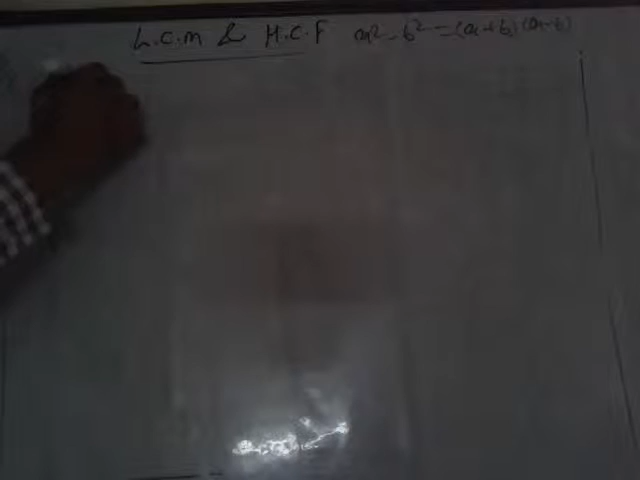 L.C.M & H.C.F a² - b² = (a+b)(a-b)